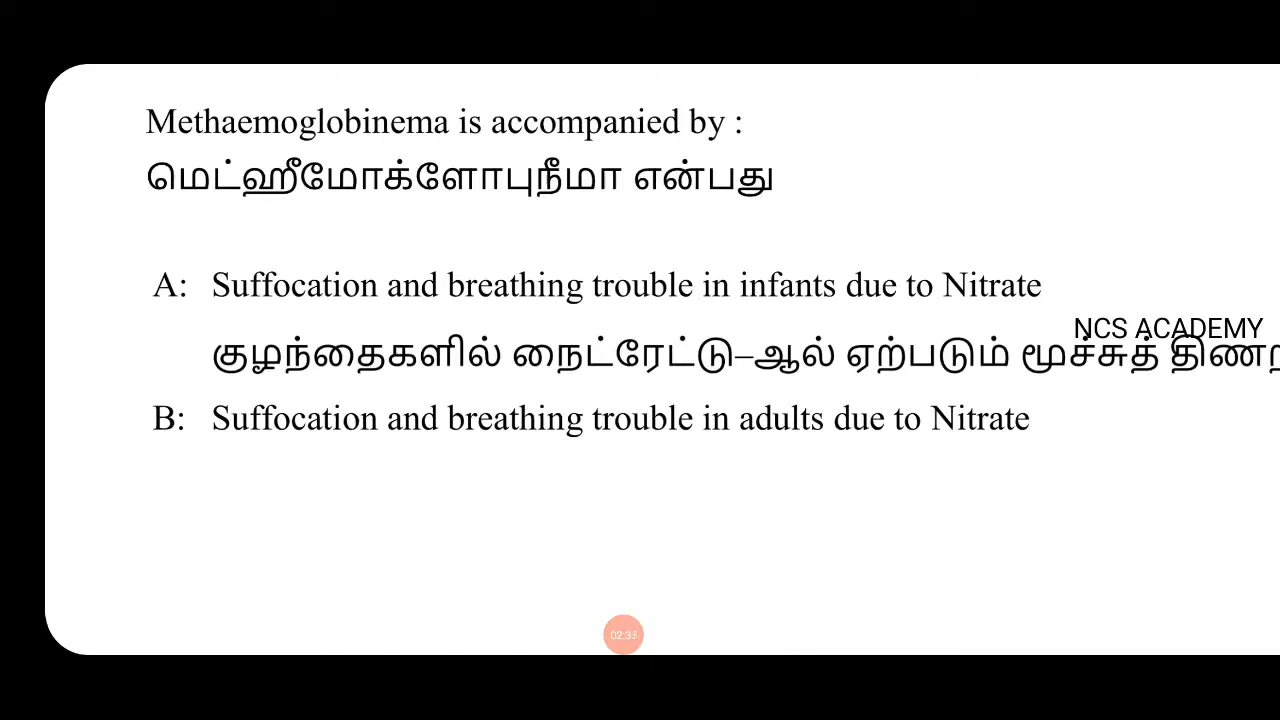 Methaemoglobinema is accompanied by :
மெட்ஹீமோக்ளோபுநீமா என்பது
A: Suffocation and breathing trouble in infants due to Nitrate
NCS ACADEMY
குழந்தைகளில் நைட்ரேட்டு–ஆல் ஏற்படும் மூச்சுத்
B: Suffocation and breathing trouble in adults due to Nitrate